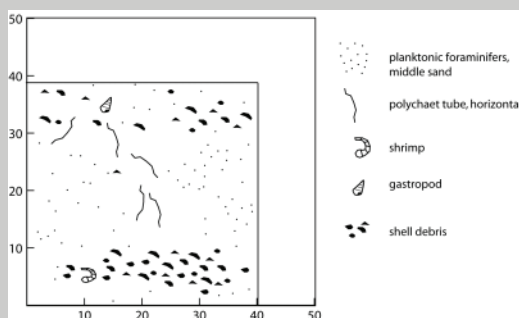 50
40
30
20
10
10
20
30
40
50
planktonic foraminifers,
middle sand
polychaet tube, horizonta
shrimp
gastropod
shell debris